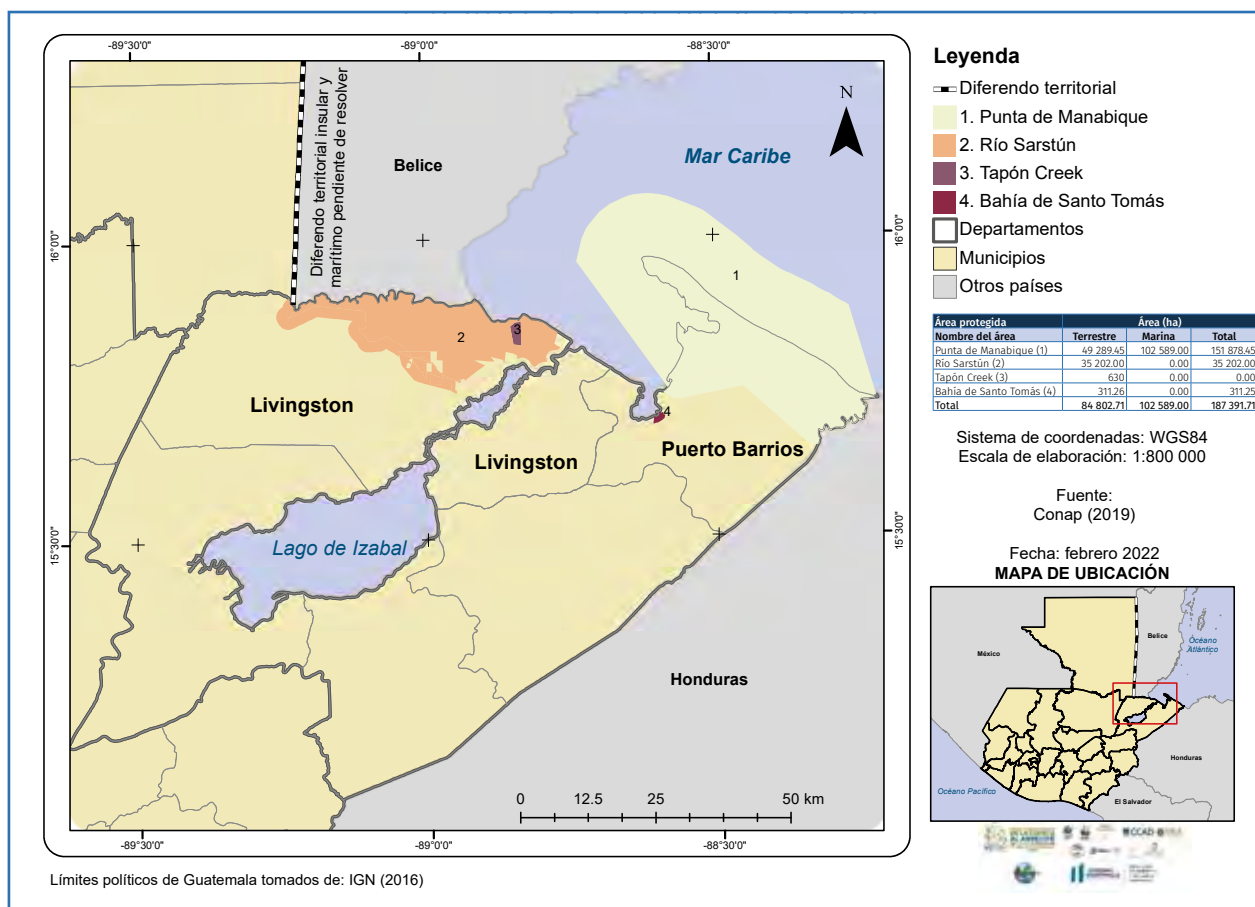 -89°30'0"
-89°0'0"
-88°30'0"
16°0'0"
15°30'0"
16°0'0"
15°30'0"
-89°30'0"
-89°0'0"
-88°30'0"
Diferendo territorial insular y
marítimo pendiente de resolver
Belice
Mar Caribe
N
1
2
3
4
Livingston
Livingston
Puerto Barrios
Lago de Izabal
Honduras
0 12.5 25 50 km
Límites políticos de Guatemala tomados de: IGN (2016)
Leyenda
Diferendo territorial
1. Punta de Manabique
2. Río Sarstún
3. Tapón Creek
4. Bahía de Santo Tomás
Departamentos
Municipios
Otros países
Área protegida Área (ha)
Nombre del área Terrestre Marina Total
Punta de Manabique (1) 49 289.45 102 589.00 151 878.45
Río Sarstún (2) 35 202.00 0.00 35 202.00
Tapón Creek (3) 630 0.00 0.00
Bahía de Santo Tomás (4) 311.26 0.00 311.25
Total 84 802.71 102 589.00 187 391.71
Sistema de coordenadas: WGS84
Escala de elaboración: 1:800 000
Fuente:
Conap (2019)
Fecha: febrero 2022
MAPA DE UBICACIÓN
México
Belice
Océano
Atlántico
Honduras
Océano Pacífico
El Salvador
CCAD